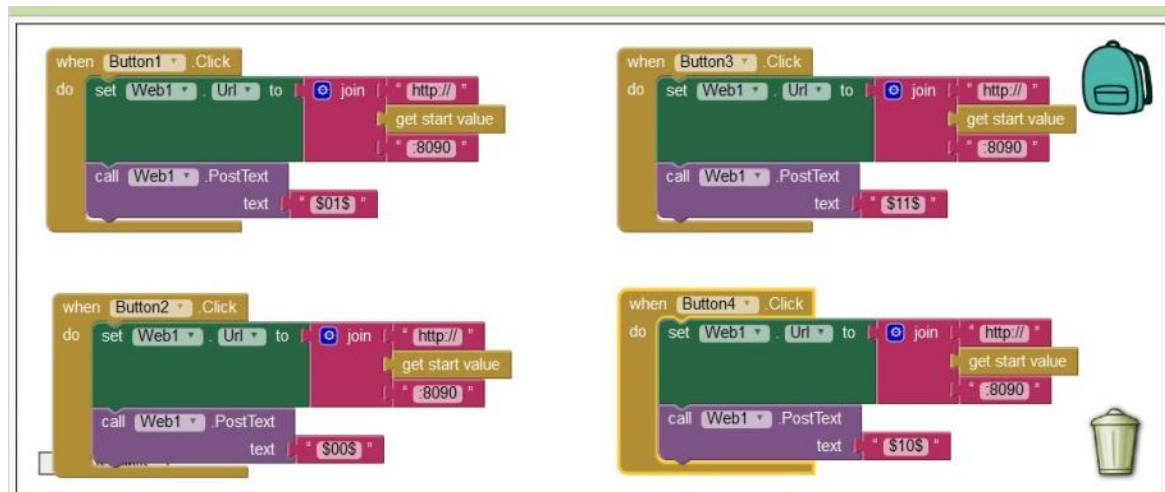 when Button1 .Click
do set Web1 . Url to join " http:// "
get start value
" :8090 "
call Web1 .PostText
text " $01$ "
when Button3 .Click
do set Web1 . Url to join " http:// "
get start value
" :8090 "
call Web1 .PostText
text " $11$ "
when Button2 .Click
do set Web1 . Url to join " http:// "
get start value
" :8090 "
call Web1 .PostText
text " $00$ "
when Button4 .Click
do set Web1 . Url to join " http:// "
get start value
" :8090 "
call Web1 .PostText
text " $10$ "